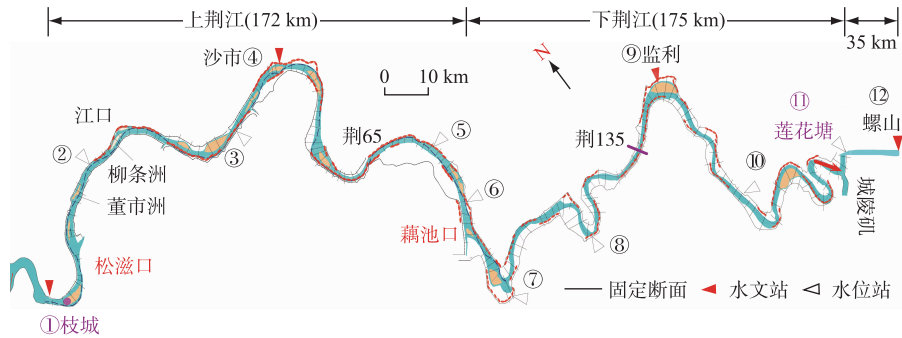 上荆江(172 km)
下荆江(175 km)
35 km
沙市④
N
⑨监利
0 10 km
⑪
⑫
江口
莲花塘
螺山
荆65
⑤
荆135
②
③
⑩
柳条洲
⑥
董市洲
城陵矶
藕池口
⑧
松滋口
⑦
固定断面
水文站
水位站
①枝城